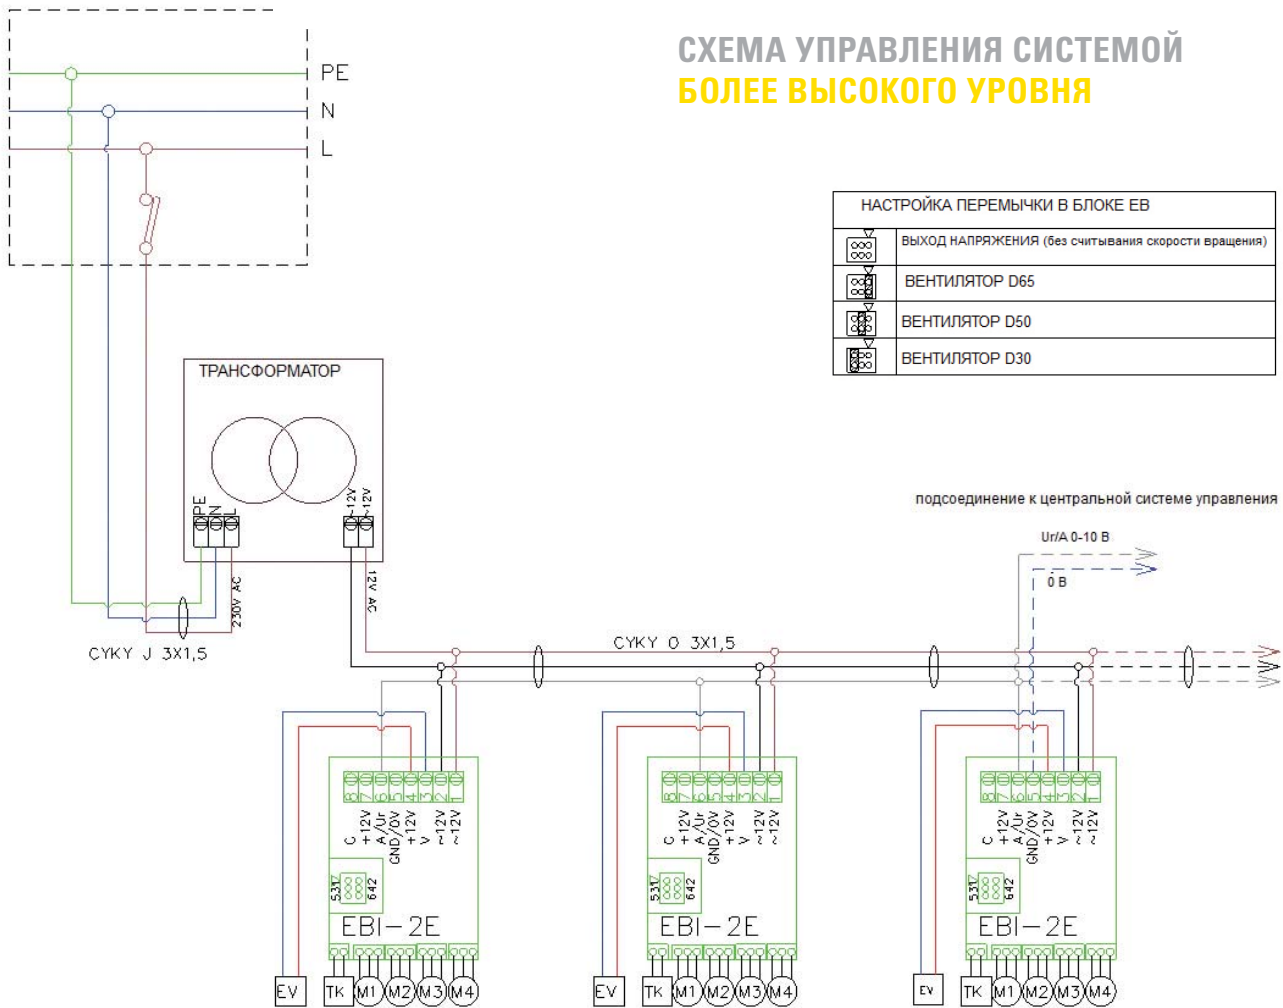 СХЕМА УПРАВЛЕНИЯ СИСТЕМОЙ
БОЛЕЕ ВЫСОКОГО УРОВНЯ
PE
N
L
НАСТРОЙКА ПЕРЕМЫЧКИ В БЛОКЕ EB
ВЫХОД НАПРЯЖЕНИЯ (без считывания скорости вращения)
ВЕНТИЛЯТОР D65
ВЕНТИЛЯТОР D50
ВЕНТИЛЯТОР D30
ТРАНСФОРМАТОР
PE
N
L
~12V
~12V
230V AC
12V AC
CYKY J 3X1,5
подсоединение к центральной системе управления
Ur/A 0-10 В
0 В
CYKY O 3X1,5
8 7 6 5 4 3 2 1
C
+12V
A/Ur
GND/0V
+12V
V
~12V
~12V
531
642
EBI-2E
EV
TK M1 M2 M3 M4
8 7 6 5 4 3 2 1
C
+12V
A/Ur
GND/0V
+12V
V
~12V
~12V
531
642
EBI-2E
EV
TK M1 M2 M3 M4
8 7 6 5 4 3 2 1
C
+12V
A/Ur
GND/0V
+12V
V
~12V
~12V
531
642
EBI-2E
EV
TK M1 M2 M3 M4